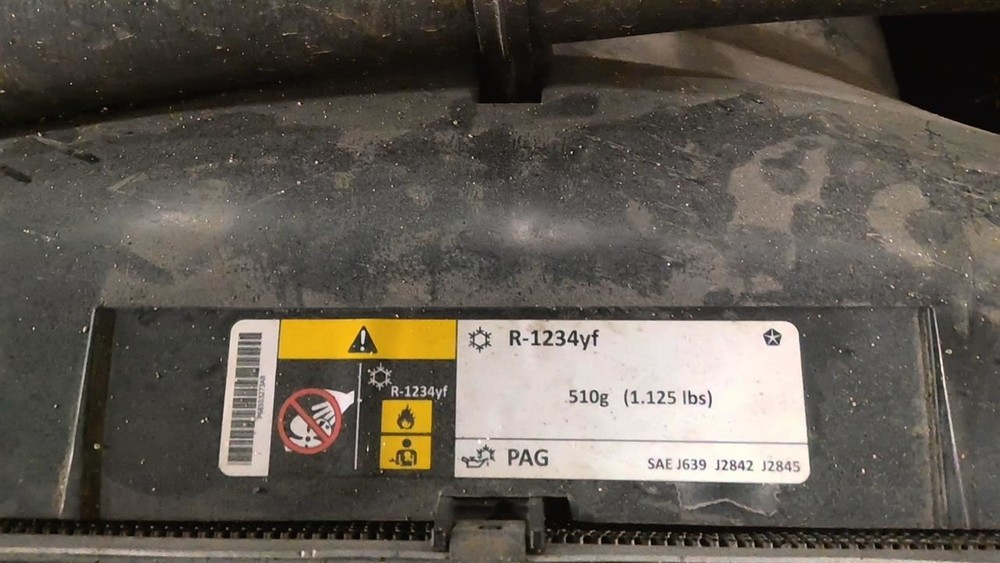 R-1234yf
R-1234yf
510g (1.125 lbs)
PAG
SAE J639 J2842 J2845